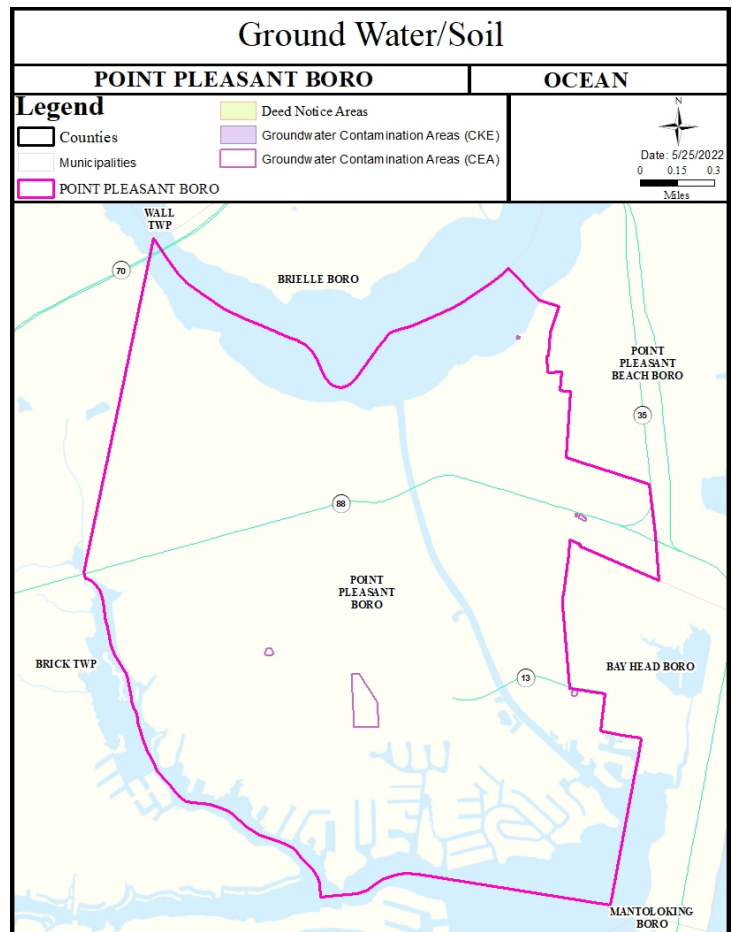 Ground Water/Soil
POINT PLEASANT BORO
OCEAN
Legend
Counties
Municipalities
POINT PLEASANT BORO
Deed Notice Areas
Groundwater Contamination Areas (CKE)
Groundwater Contamination Areas (CEA)
N
Date: 5/25/2022
0 0.15 0.3
Miles
WALL
TWP
70
BRIELLE BORO
POINT
PLEASANT
BEACH BORO
35
88
POINT
PLEASANT
BORO
BRICK TWP
BAY HEAD BORO
13
MANTOLOKING
BORO